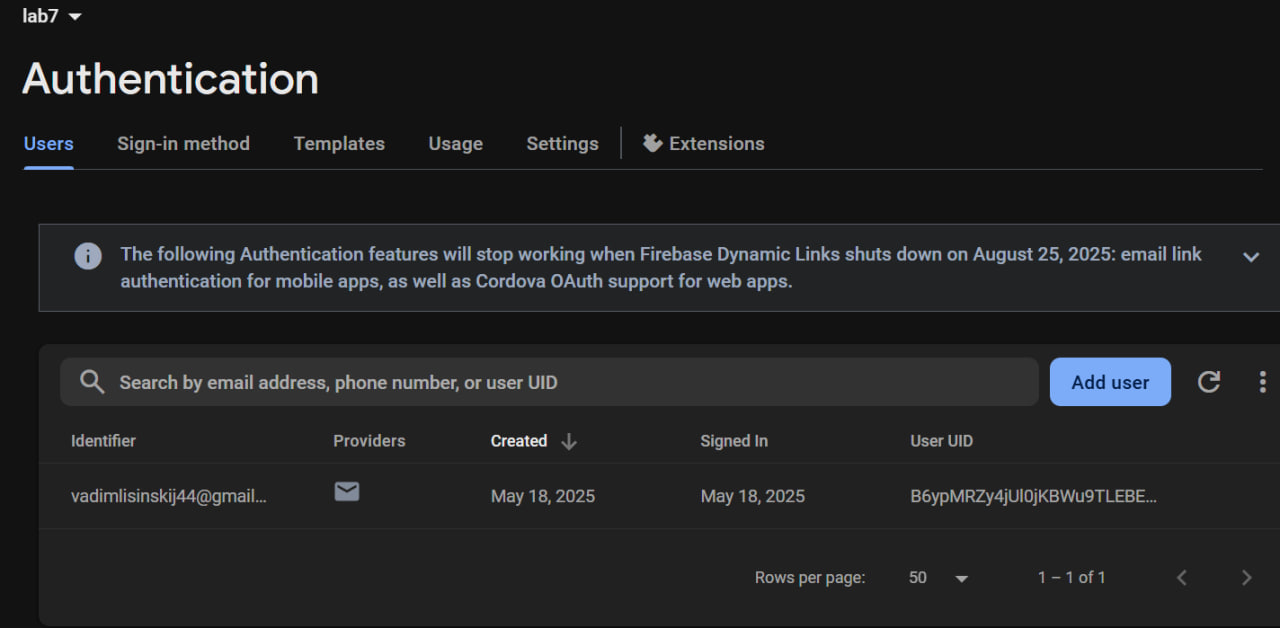 lab7
Authentication
Users Sign-in method Templates Usage Settings Extensions
The following Authentication features will stop working when Firebase Dynamic Links shuts down on August 25, 2025: email link
authentication for mobile apps, as well as Cordova OAuth support for web apps.
Search by email address, phone number, or user UID Add user
Identifier Providers Created Signed In User UID
vadimlisinskij44@gmail... May 18, 2025 May 18, 2025 B6ypMRZy4jUl0jKBWu9TLEBE...
Rows per page: 50 1 – 1 of 1